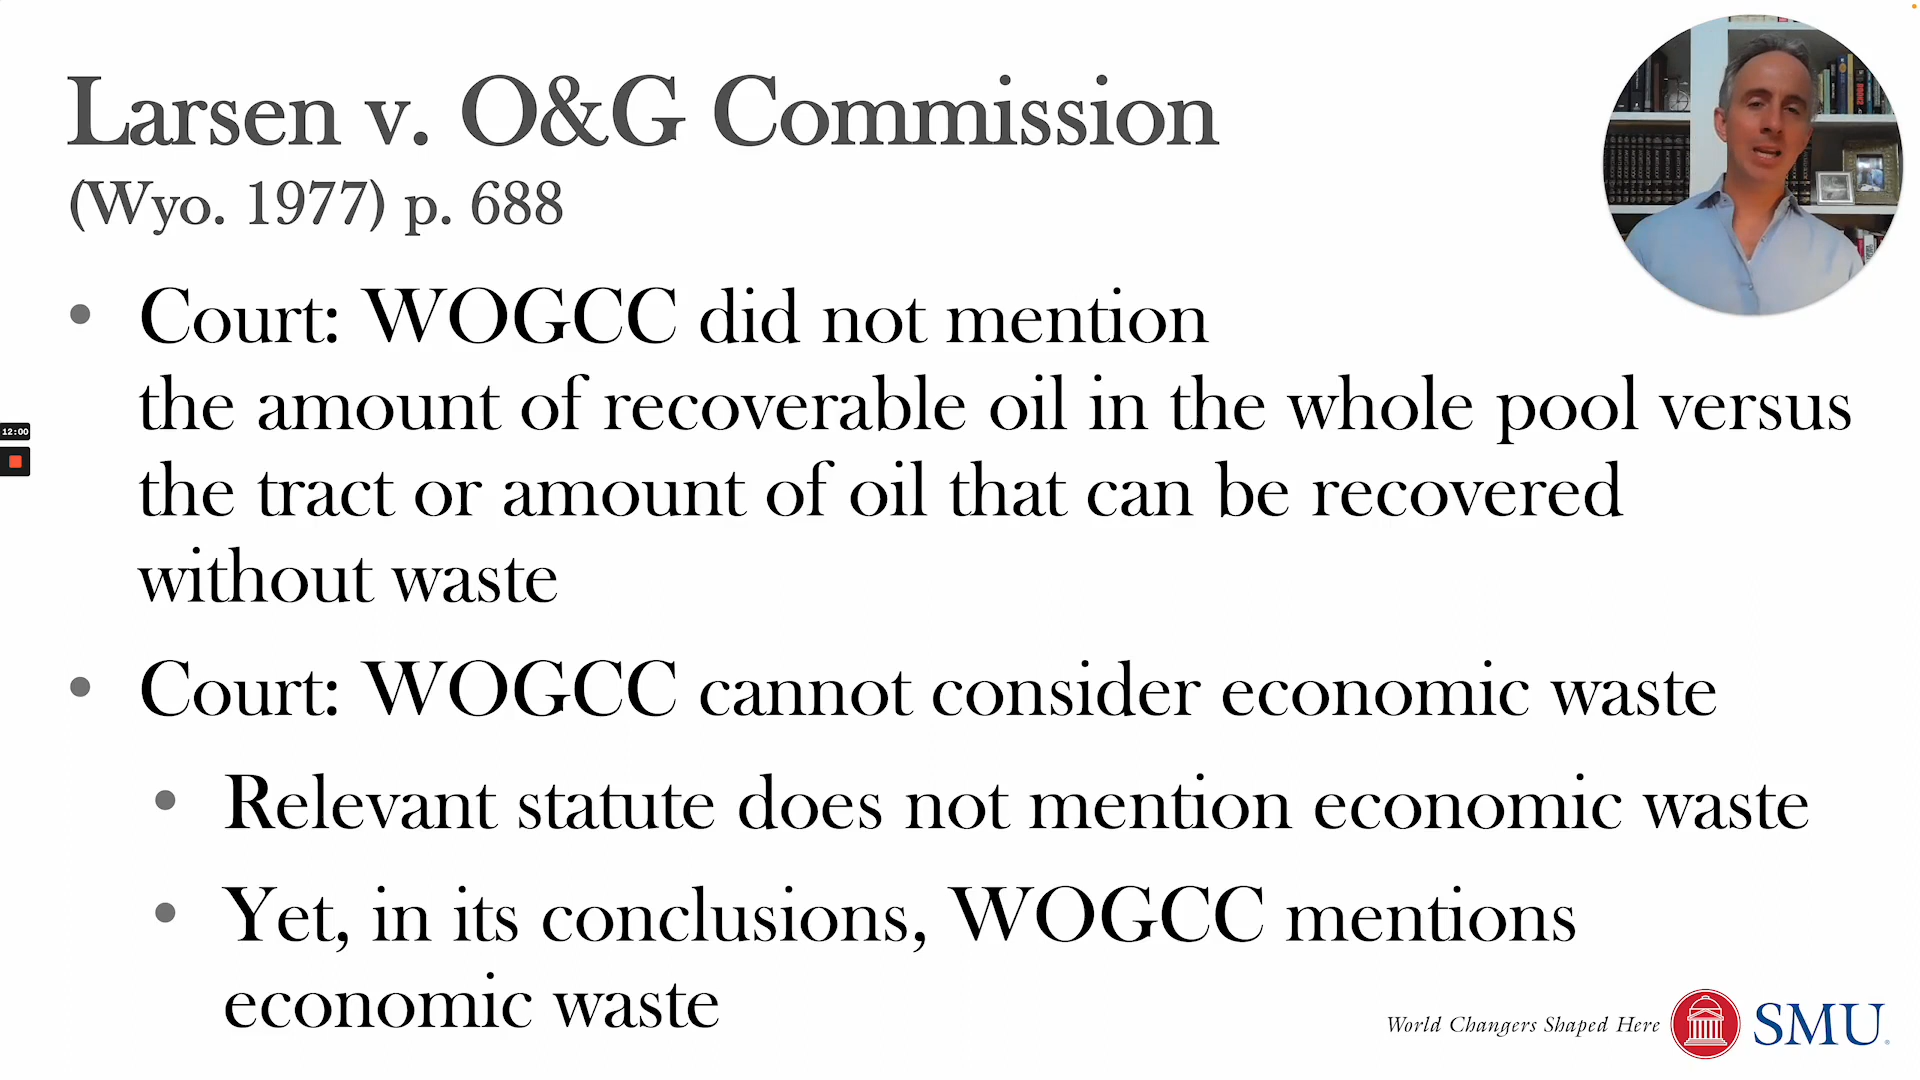 Larsen v. O&G Commission
(Wyo. 1977) p. 688
• Court: WOGCC did not mention
the amount of recoverable oil in the whole pool versus
the tract or amount of oil that can be recovered
without waste
• Court: WOGCC cannot consider economic waste
• Relevant statute does not mention economic waste
• Yet, in its conclusions, WOGCC mentions
economic waste
12:00
World Changers Shaped Here
SMU